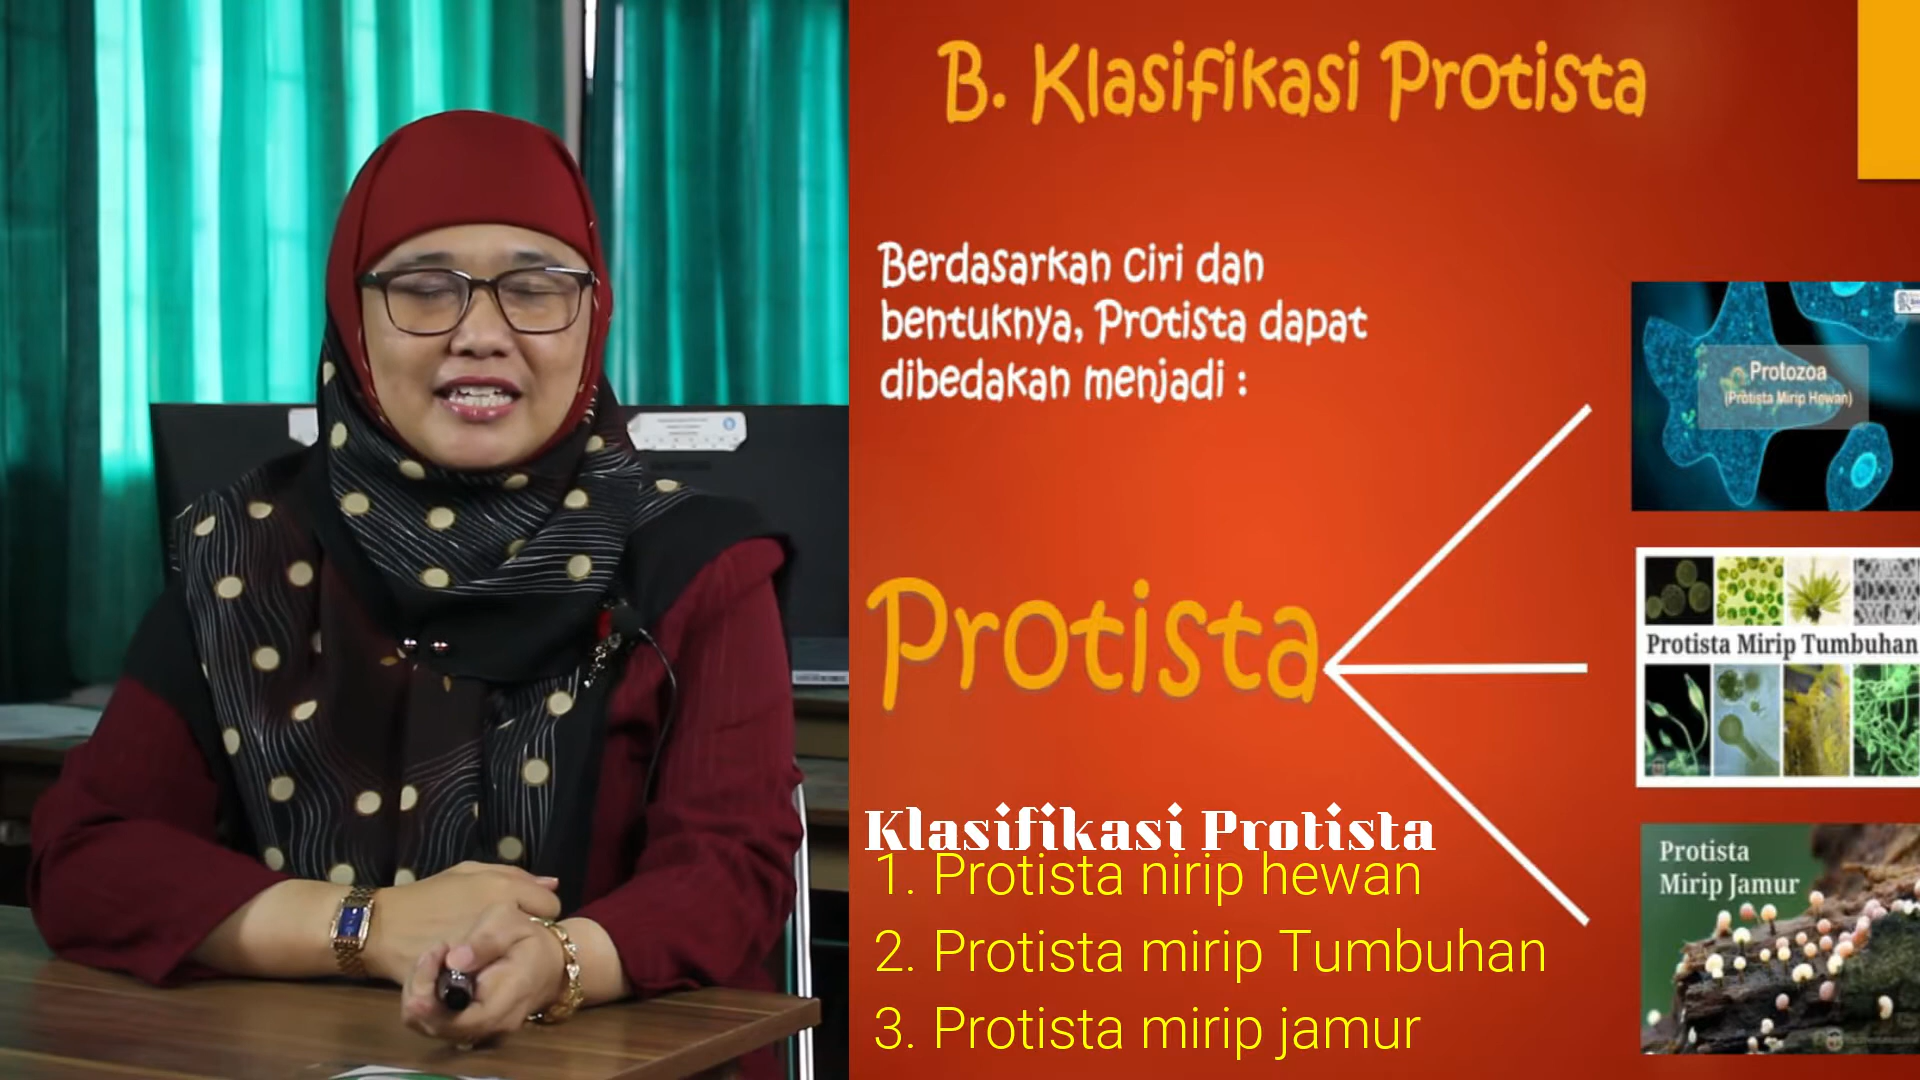 B. Klasifikasi Protista
Berdasarkan ciri dan
bentuknya, Protista dapat
dibedakan menjadi :
Protozoa
(Protista Mirip Hewan)
Protista
Protista Mirip Tumbuhan
Protista
Mirip Jamur
Klasifikasi Protista
1. Protista nirip hewan
2. Protista mirip Tumbuhan
3. Protista mirip jamur